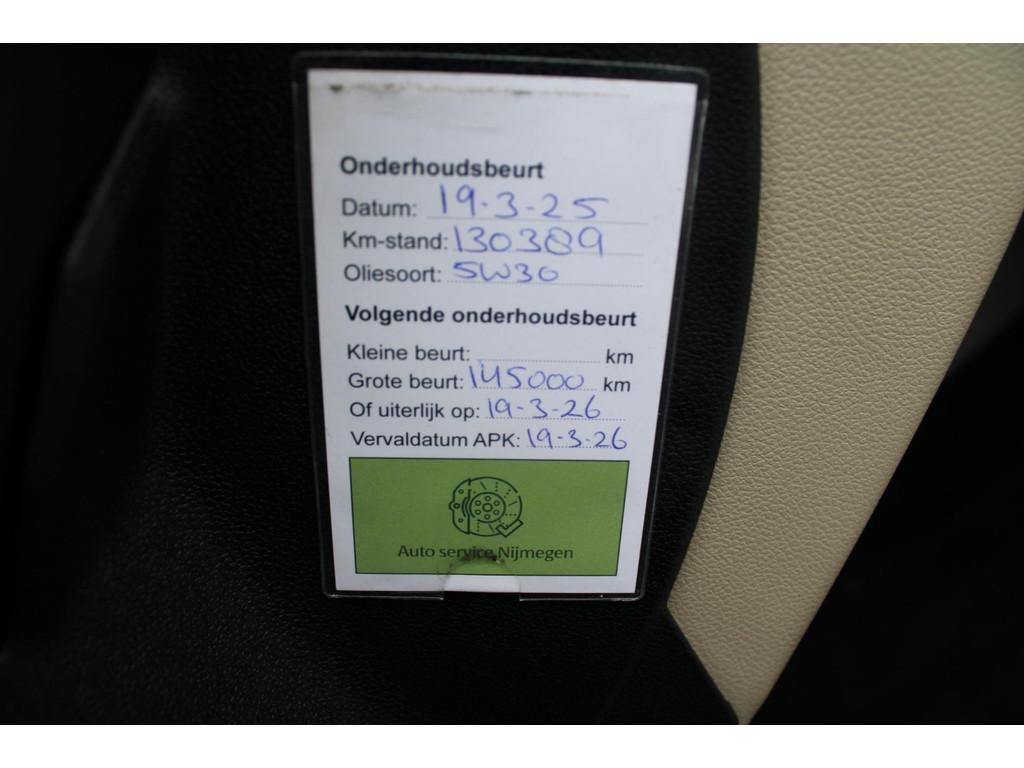 Onderhoudsbeurt
Datum: 19-3-25
Km-stand: 130389
Oliesoort: 5W30
Volgende onderhoudsbeurt
Kleine beurt: km
Grote beurt: 145000 km
Of uiterlijk op: 19-3-26
Vervaldatum APK: 19-3-26
Auto service Nijmegen